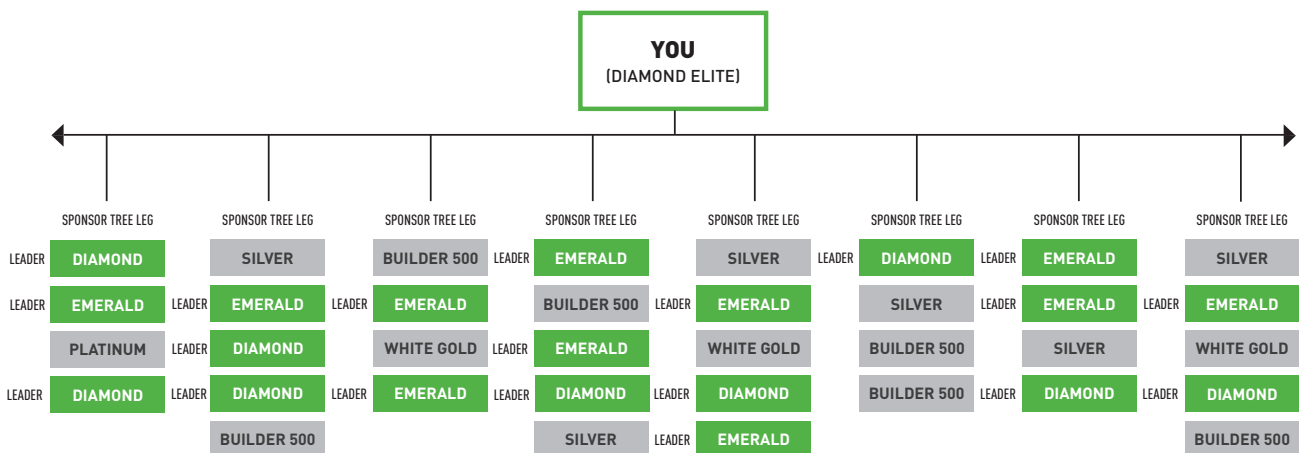 YOU
(DIAMOND ELITE)
SPONSOR TREE LEG SPONSOR TREE LEG SPONSOR TREE LEG SPONSOR TREE LEG SPONSOR TREE LEG SPONSOR TREE LEG SPONSOR TREE LEG SPONSOR TREE LEG
LEADER DIAMOND SILVER BUILDER 500 LEADER EMERALD SILVER LEADER DIAMOND LEADER EMERALD SILVER
LEADER EMERALD LEADER EMERALD LEADER EMERALD BUILDER 500 LEADER EMERALD SILVER LEADER EMERALD LEADER EMERALD
PLATINUM LEADER DIAMOND WHITE GOLD LEADER EMERALD WHITE GOLD BUILDER 500 SILVER WHITE GOLD
LEADER DIAMOND LEADER DIAMOND LEADER EMERALD LEADER DIAMOND LEADER DIAMOND BUILDER 500 LEADER DIAMOND LEADER DIAMOND
BUILDER 500 SILVER LEADER EMERALD BUILDER 500